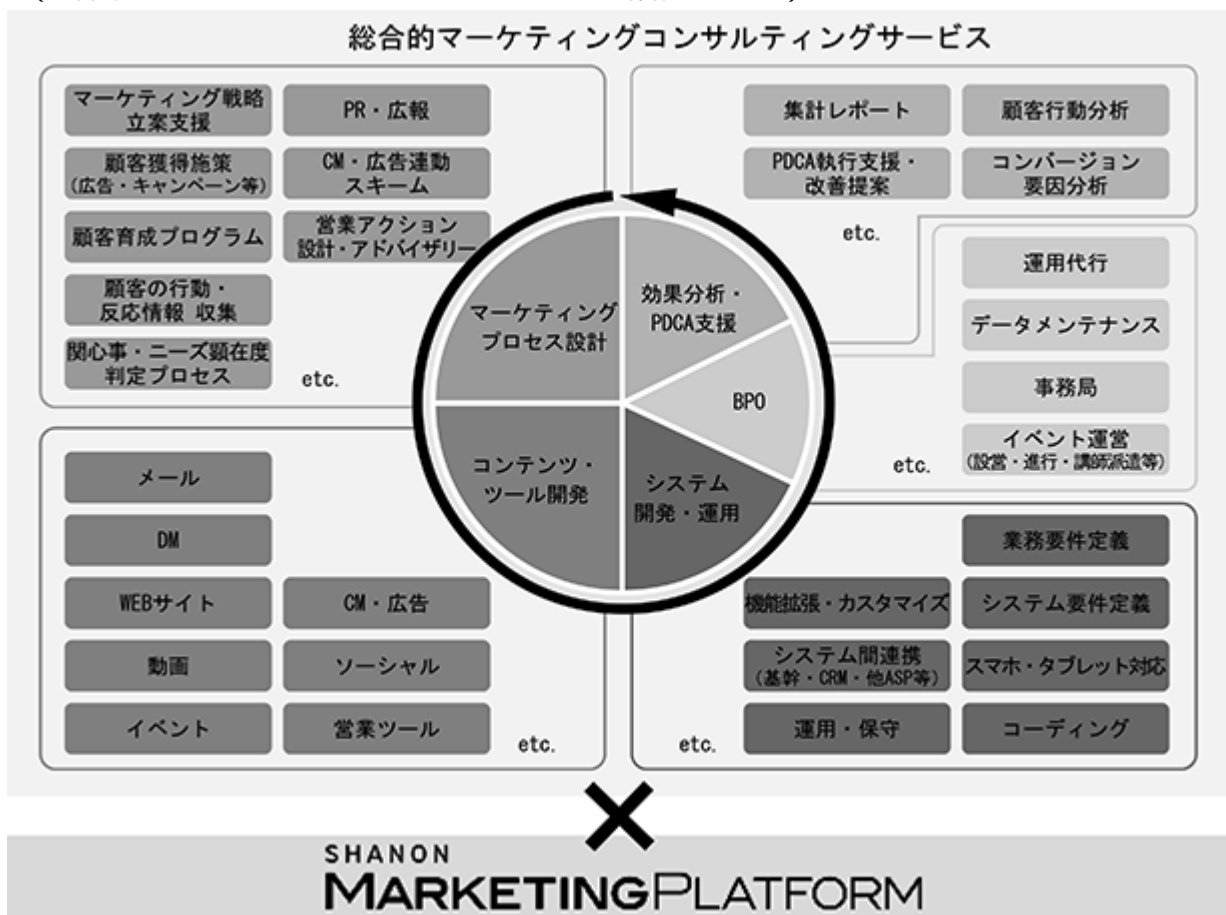 総合的マーケティングコンサルティングサービス
マーケティング戦略
立案支援
PR・広報
顧客獲得施策
(広告・キャンペーン等)
CM・広告連動
スキーム
顧客育成プログラム
営業アクション
設計・アドバイザリー
顧客の行動・
反応情報 収集
関心事・ニーズ顕在度
判定プロセス
etc.
集計レポート
顧客行動分析
PDCA執行支援・
改善提案
コンバージョン
要因分析
etc.
運用代行
データメンテナンス
事務局
イベント運営
(設営・進行・講師派遣等)
etc.
マーケティング
プロセス設計
効果分析・
PDCA支援
BPO
コンテンツ・
ツール開発
システム
開発・運用
メール
DM
WEBサイト
CM・広告
動画
ソーシャル
イベント
営業ツール
etc.
業務要件定義
機能拡張・カスタマイズ
システム要件定義
システム間連携
(基幹・CRM・他ASP等)
スマホ・タブレット対応
運用・保守
コーディング
etc.
SHANON
MARKETINGPLATFORM